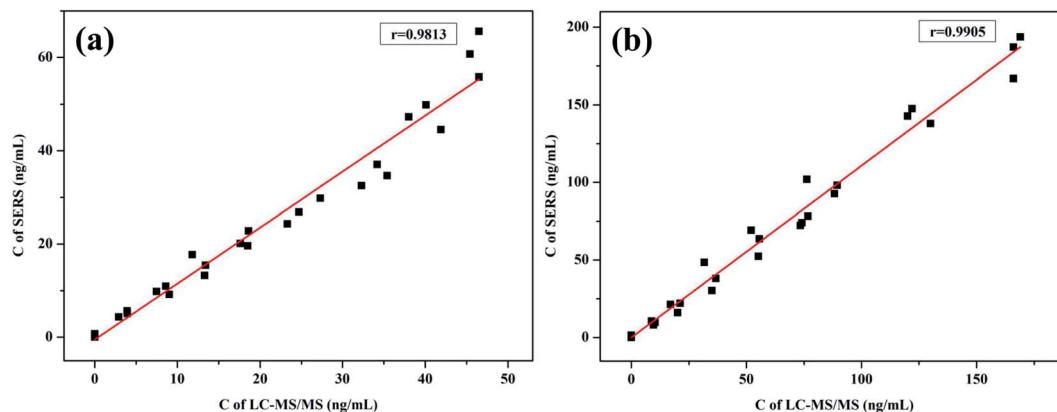 (a)
r=0.9813
60
40
20
0
C of SERS (ng/mL)
0 10 20 30 40 50
C of LC-MS/MS (ng/mL)
(b)
r=0.9905
200
150
100
50
0
C of SERS (ng/mL)
0 50 100 150
C of LC-MS/MS (ng/mL)